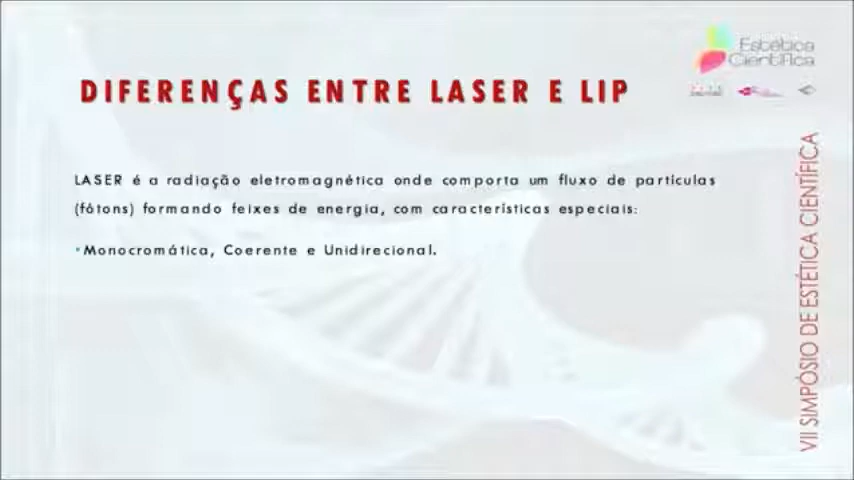 Estética
Científica
DIFERENÇAS ENTRE LASER E LIP
LASER é a radiação eletromagnética onde comporta um fluxo de partículas
(fótons) formando feixes de energia, com características especiais:
•Monocromática, Coerente e Unidirecional.
VII SIMPÓSIO DE ESTÉTICA CIENTÍFICA